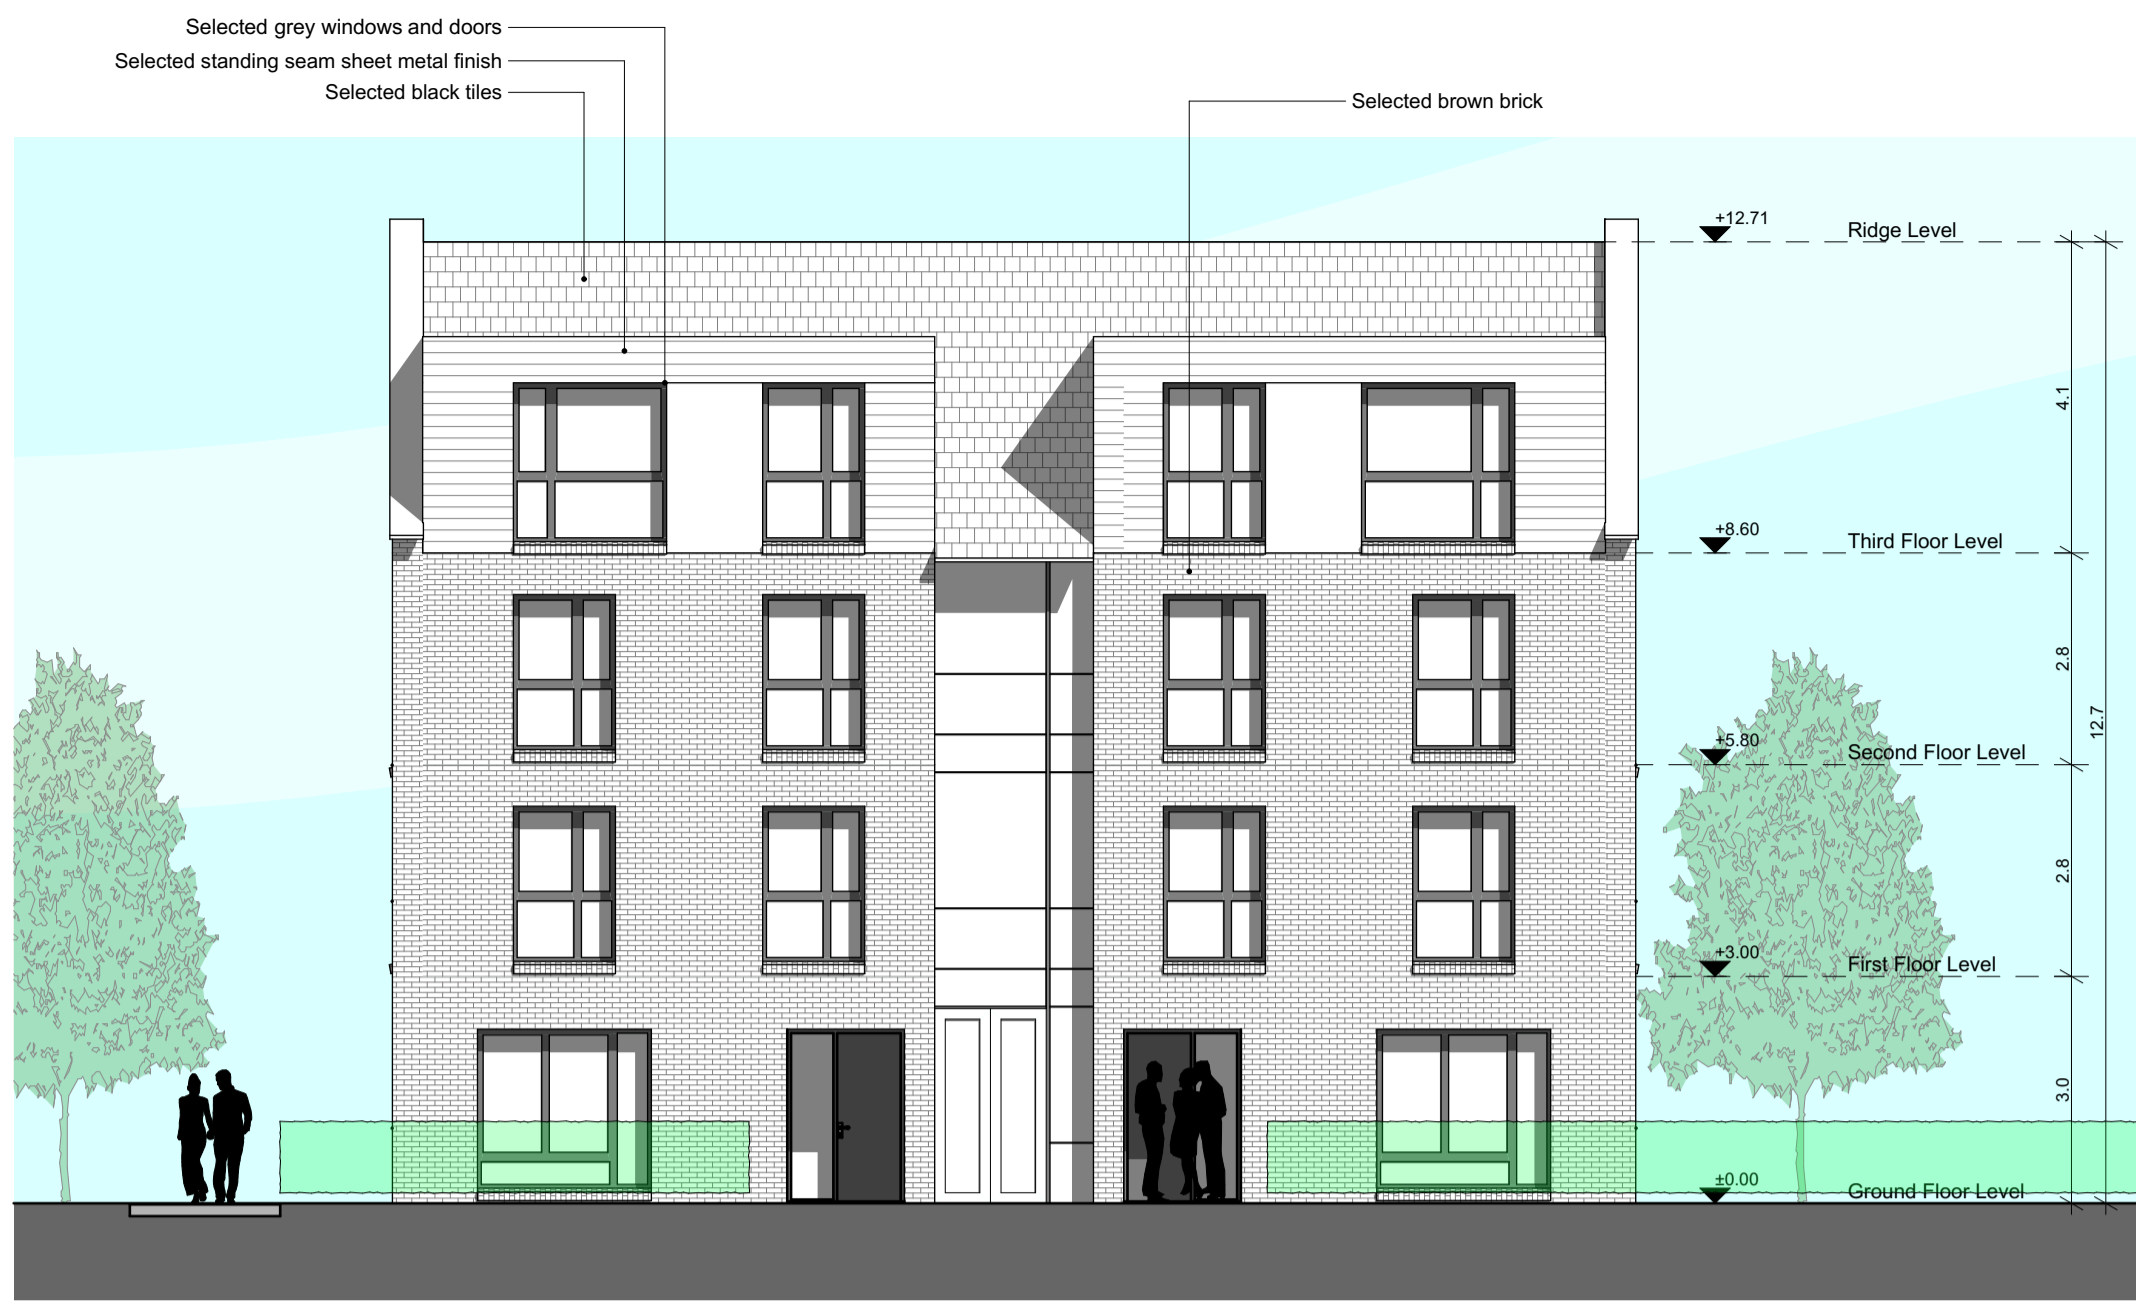 Selected grey windows and doors
Selected standing seam sheet metal finish
Selected black tiles
Selected brown brick
+12.71
Ridge Level
4.1
+8.60
Third Floor Level
2.8
12.7
+5.80
Second Floor Level
2.8
+3.00
First Floor Level
3.0
±0.00
Ground Floor Level